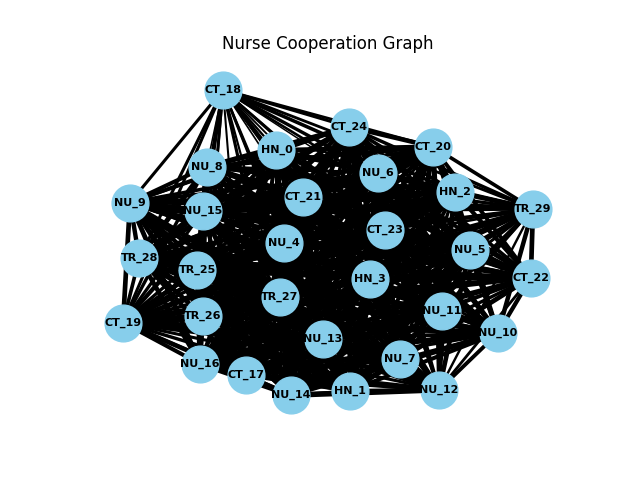 Nurse Cooperation Graph
CT_18
CT_24
CT_20
HN_0
NU_8
NU_6
HN_2
CT_21
NU_9
NU_15
TR_29
CT_23
NU_4
NU_5
TR_28
TR_25
HN_3
CT_22
TR_27
NU_11
TR_26
CT_19
NU_10
NU_13
NU_7
NU_16
CT_17
NU_12
HN_1
NU_14